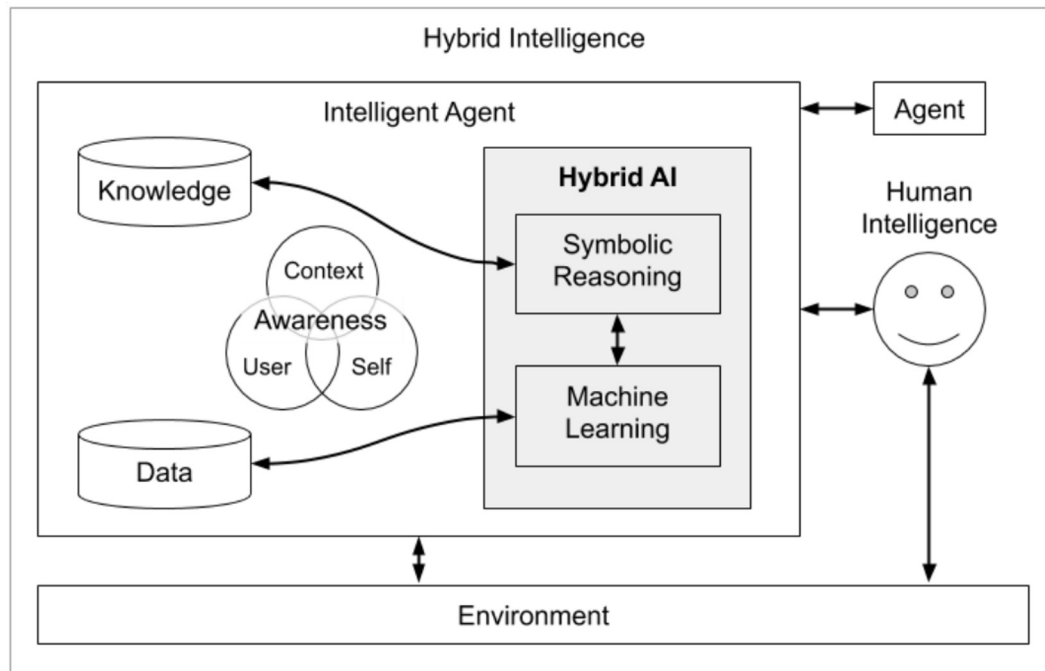 Hybrid Intelligence
Intelligent Agent
Agent
Knowledge
Hybrid AI
Human
Intelligence
Symbolic
Reasoning
Context
Awareness
User
Self
Machine
Learning
Data
Environment